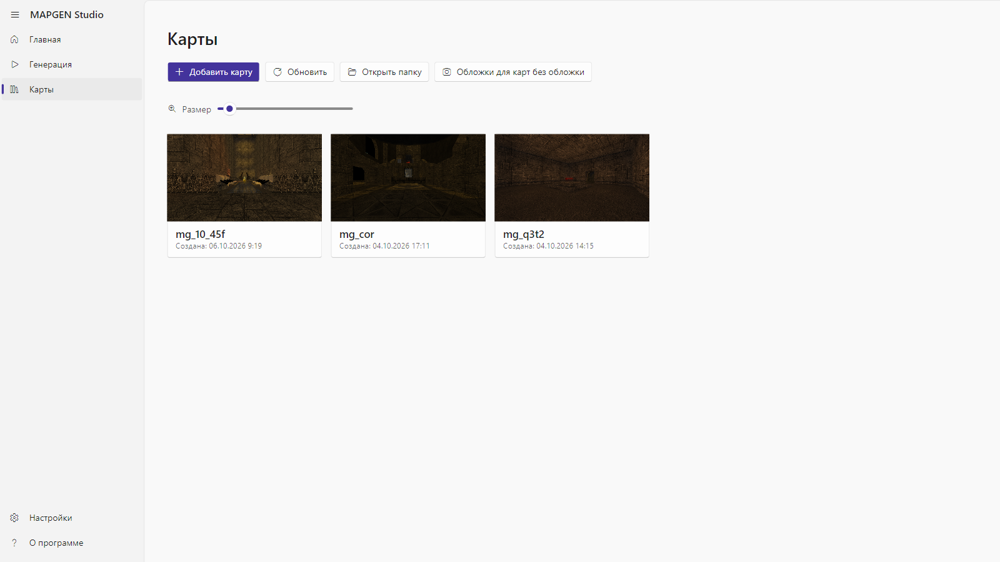 MAPGEN Studio
Главная
Генерация
Карты
Настройки
? О программе
Карты
Добавить карту
Обновить
Открыть папку
Обложки для карт без обложки
Размер
mg_10_45f
Создана: 06.10.2026 9:19
mg_cor
Создана: 04.10.2026 17:11
mg_q3t2
Создана: 04.10.2026 14:15